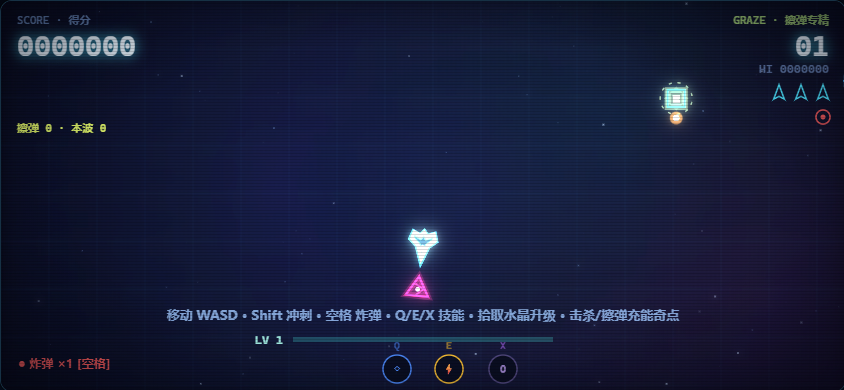 SCORE · 得分
0000000
GRAZE · 擦弹专精
01
HI 0000000
擦弹 0 · 本波 0
移动 WASD • Shift 冲刺 • 空格 炸弹 • Q/E/X 技能 • 拾取水晶升级 • 击杀/擦弹充能奇点
LV 1
Q E X
0
炸弹 ×1 [空格]